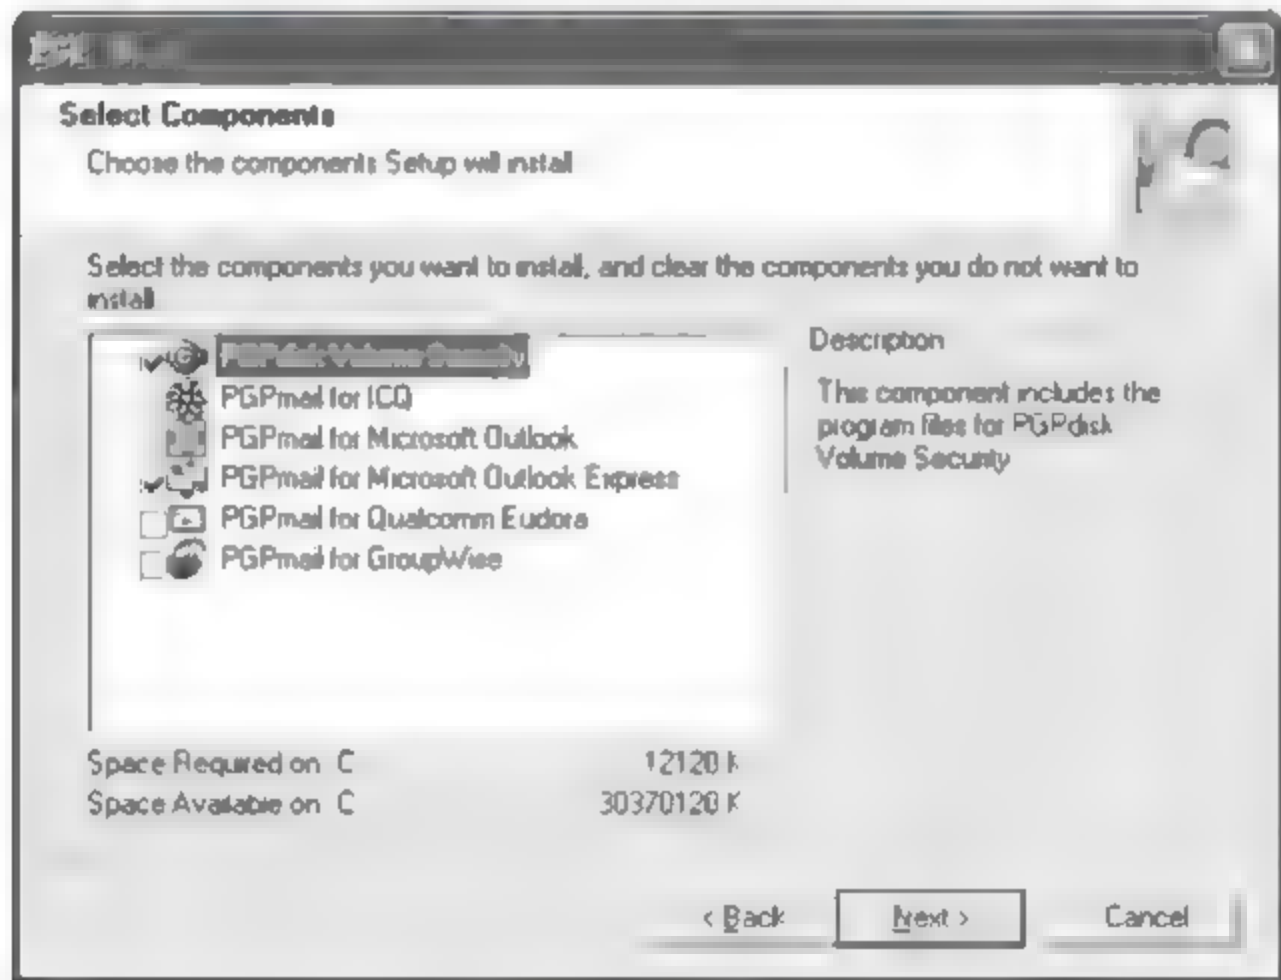 Select Components
Choose the components Setup will install
Select the components you want to install, and clear the components you do not want to
install
PGPdisk Volume Security
PGPmail for ICQ
PGPmail for Microsoft Outlook
PGPmail for Microsoft Outlook Express
PGPmail for Qualcomm Eudora
PGPmail for GroupWise
Description
This component includes the
program files for PGPdisk
Volume Security
Space Required on C 12120 K
Space Available on C 30370120 K
< Back
Next >
Cancel